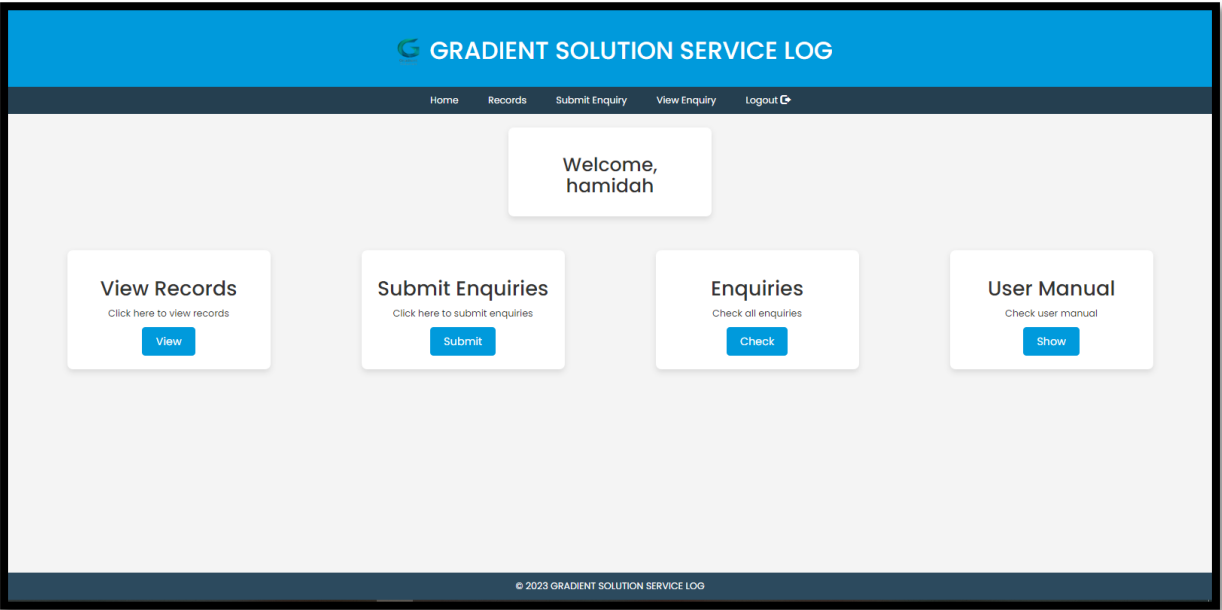 GRADIENT SOLUTION SERVICE LOG
Home Records Submit Enquiry View Enquiry Logout
Welcome,
hamidah
View Records
Click here to view records
View
Submit Enquiries
Click here to submit enquiries
Submit
Enquiries
Check all enquiries
Check
User Manual
Check user manual
Show
© 2023 GRADIENT SOLUTION SERVICE LOG